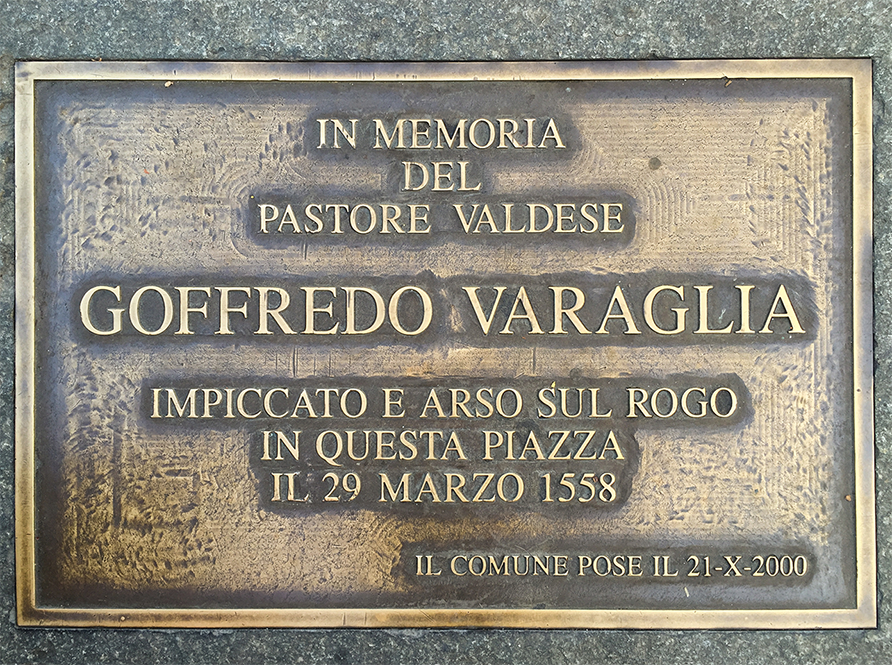 IN MEMORIA
DEL
PASTORE VALDESE
GOFFREDO VARAGLIA
IMPICCATO E ARSO SUL ROGO
IN QUESTA PIAZZA
IL 29 MARZO 1558
IL COMUNE POSE IL 21-X-2000